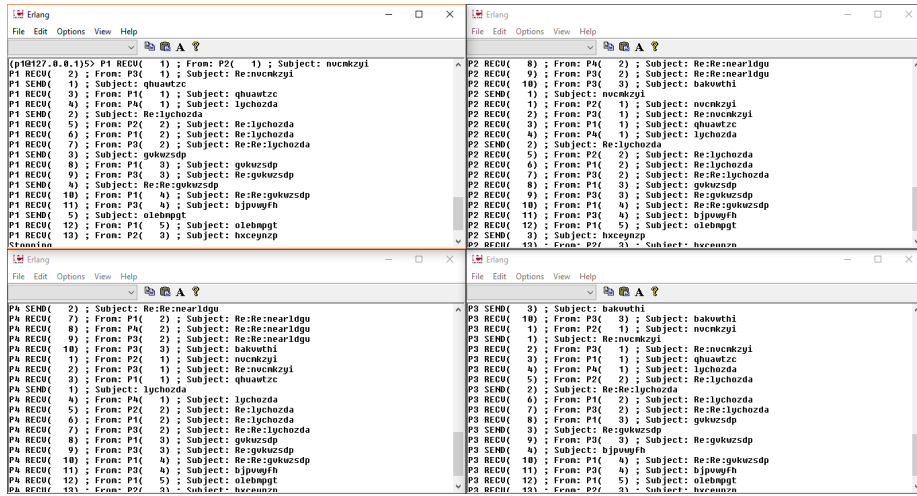 Erlang
File Edit Options View Help
(p1@127.0.0.1)5> P1 RECV( 1) ; From: P2( 1) ; Subject: nvcmkzyi
P1 RECV( 2) ; From: P3( 1) ; Subject: Re:nvcmkzyi
P1 SEND( 1) ; Subject: qhuawtzc
P1 RECV( 3) ; From: P1( 1) ; Subject: qhuawtzc
P1 RECV( 4) ; From: P4( 1) ; Subject: lychozda
P1 SEND( 2) ; Subject: Re:lychozda
P1 RECV( 5) ; From: P2( 2) ; Subject: Re:lychozda
P1 RECV( 6) ; From: P1( 2) ; Subject: Re:lychozda
P1 RECV( 7) ; From: P3( 2) ; Subject: Re:Re:lychozda
P1 SEND( 3) ; Subject: gvkwzsdp
P1 RECV( 8) ; From: P1( 3) ; Subject: gvkwzsdp
P1 RECV( 9) ; From: P3( 3) ; Subject: Re:gvkwzsdp
P1 SEND( 4) ; Subject: Re:Re:gvkwzsdp
P1 RECV( 10) ; From: P1( 4) ; Subject: Re:Re:gvkwzsdp
P1 RECV( 11) ; From: P3( 4) ; Subject: bjpvwyfh
P1 SEND( 5) ; Subject: olebmpgt
P1 RECV( 12) ; From: P1( 5) ; Subject: olebmpgt
P1 RECV( 13) ; From: P2( 3) ; Subject: hxceynzp
Stopping
Erlang
File Edit Options View Help
P2 RECV( 8) ; From: P4( 2) ; Subject: Re:Re:nearldgu
P2 RECV( 9) ; From: P3( 2) ; Subject: Re:Re:nearldgu
P2 RECV( 10) ; From: P3( 3) ; Subject: bakvwthi
P2 SEND( 1) ; Subject: nvcmkzyi
P2 RECV( 1) ; From: P2( 1) ; Subject: nvcmkzyi
P2 RECV( 2) ; From: P3( 1) ; Subject: Re:nvcmkzyi
P2 RECV( 3) ; From: P1( 1) ; Subject: qhuawtzc
P2 RECV( 4) ; From: P4( 1) ; Subject: lychozda
P2 SEND( 2) ; Subject: Re:lychozda
P2 RECV( 5) ; From: P2( 2) ; Subject: Re:lychozda
P2 RECV( 6) ; From: P1( 2) ; Subject: Re:lychozda
P2 RECV( 7) ; From: P3( 2) ; Subject: Re:Re:lychozda
P2 RECV( 8) ; From: P1( 3) ; Subject: gvkwzsdp
P2 RECV( 9) ; From: P3( 3) ; Subject: Re:gvkwzsdp
P2 RECV( 10) ; From: P1( 4) ; Subject: Re:Re:gvkwzsdp
P2 RECV( 11) ; From: P3( 4) ; Subject: bjpvwyfh
P2 RECV( 12) ; From: P1( 5) ; Subject: olebmpgt
P2 SEND( 3) ; Subject: hxceynzp
P2 RECV( 13) ; From: P2( 3) ; Subject: hxceynzp
Erlang
File Edit Options View Help
P4 SEND( 2) ; Subject: Re:Re:nearldgu
P4 RECV( 7) ; From: P1( 2) ; Subject: Re:Re:nearldgu
P4 RECV( 8) ; From: P4( 2) ; Subject: Re:Re:nearldgu
P4 RECV( 9) ; From: P3( 2) ; Subject: Re:Re:nearldgu
P4 RECV( 10) ; From: P3( 3) ; Subject: bakvwthi
P4 RECV( 1) ; From: P2( 1) ; Subject: nvcmkzyi
P4 RECV( 2) ; From: P3( 1) ; Subject: Re:nvcmkzyi
P4 RECV( 3) ; From: P1( 1) ; Subject: qhuawtzc
P4 SEND( 1) ; Subject: lychozda
P4 RECV( 4) ; From: P4( 1) ; Subject: lychozda
P4 RECV( 5) ; From: P2( 2) ; Subject: Re:lychozda
P4 RECV( 6) ; From: P1( 2) ; Subject: Re:lychozda
P4 RECV( 7) ; From: P3( 2) ; Subject: Re:Re:lychozda
P4 RECV( 8) ; From: P1( 3) ; Subject: gvkwzsdp
P4 RECV( 9) ; From: P3( 3) ; Subject: Re:gvkwzsdp
P4 RECV( 10) ; From: P1( 4) ; Subject: Re:Re:gvkwzsdp
P4 RECV( 11) ; From: P3( 4) ; Subject: bjpvwyfh
P4 RECV( 12) ; From: P1( 5) ; Subject: olebmpgt
P4 RECV( 13) ; From: P2( 3) ; Subject: hxceynzp
Erlang
File Edit Options View Help
P3 SEND( 3) ; Subject: bakvwthi
P3 RECV( 10) ; From: P3( 3) ; Subject: bakvwthi
P3 RECV( 1) ; From: P2( 1) ; Subject: nvcmkzyi
P3 SEND( 1) ; Subject: Re:nvcmkzyi
P3 RECV( 2) ; From: P3( 1) ; Subject: Re:nvcmkzyi
P3 RECV( 3) ; From: P1( 1) ; Subject: qhuawtzc
P3 RECV( 4) ; From: P4( 1) ; Subject: lychozda
P3 RECV( 5) ; From: P2( 2) ; Subject: Re:lychozda
P3 SEND( 2) ; Subject: Re:Re:lychozda
P3 RECV( 6) ; From: P1( 2) ; Subject: Re:lychozda
P3 RECV( 7) ; From: P3( 2) ; Subject: Re:Re:lychozda
P3 RECV( 8) ; From: P1( 3) ; Subject: gvkwzsdp
P3 SEND( 3) ; Subject: Re:gvkwzsdp
P3 RECV( 9) ; From: P3( 3) ; Subject: Re:gvkwzsdp
P3 SEND( 4) ; Subject: bjpvwyfh
P3 RECV( 10) ; From: P1( 4) ; Subject: Re:Re:gvkwzsdp
P3 RECV( 11) ; From: P3( 4) ; Subject: bjpvwyfh
P3 RECV( 12) ; From: P1( 5) ; Subject: olebmpgt
P3 RECV( 13) ; From: P2( 3) ; Subject: hxceynzp